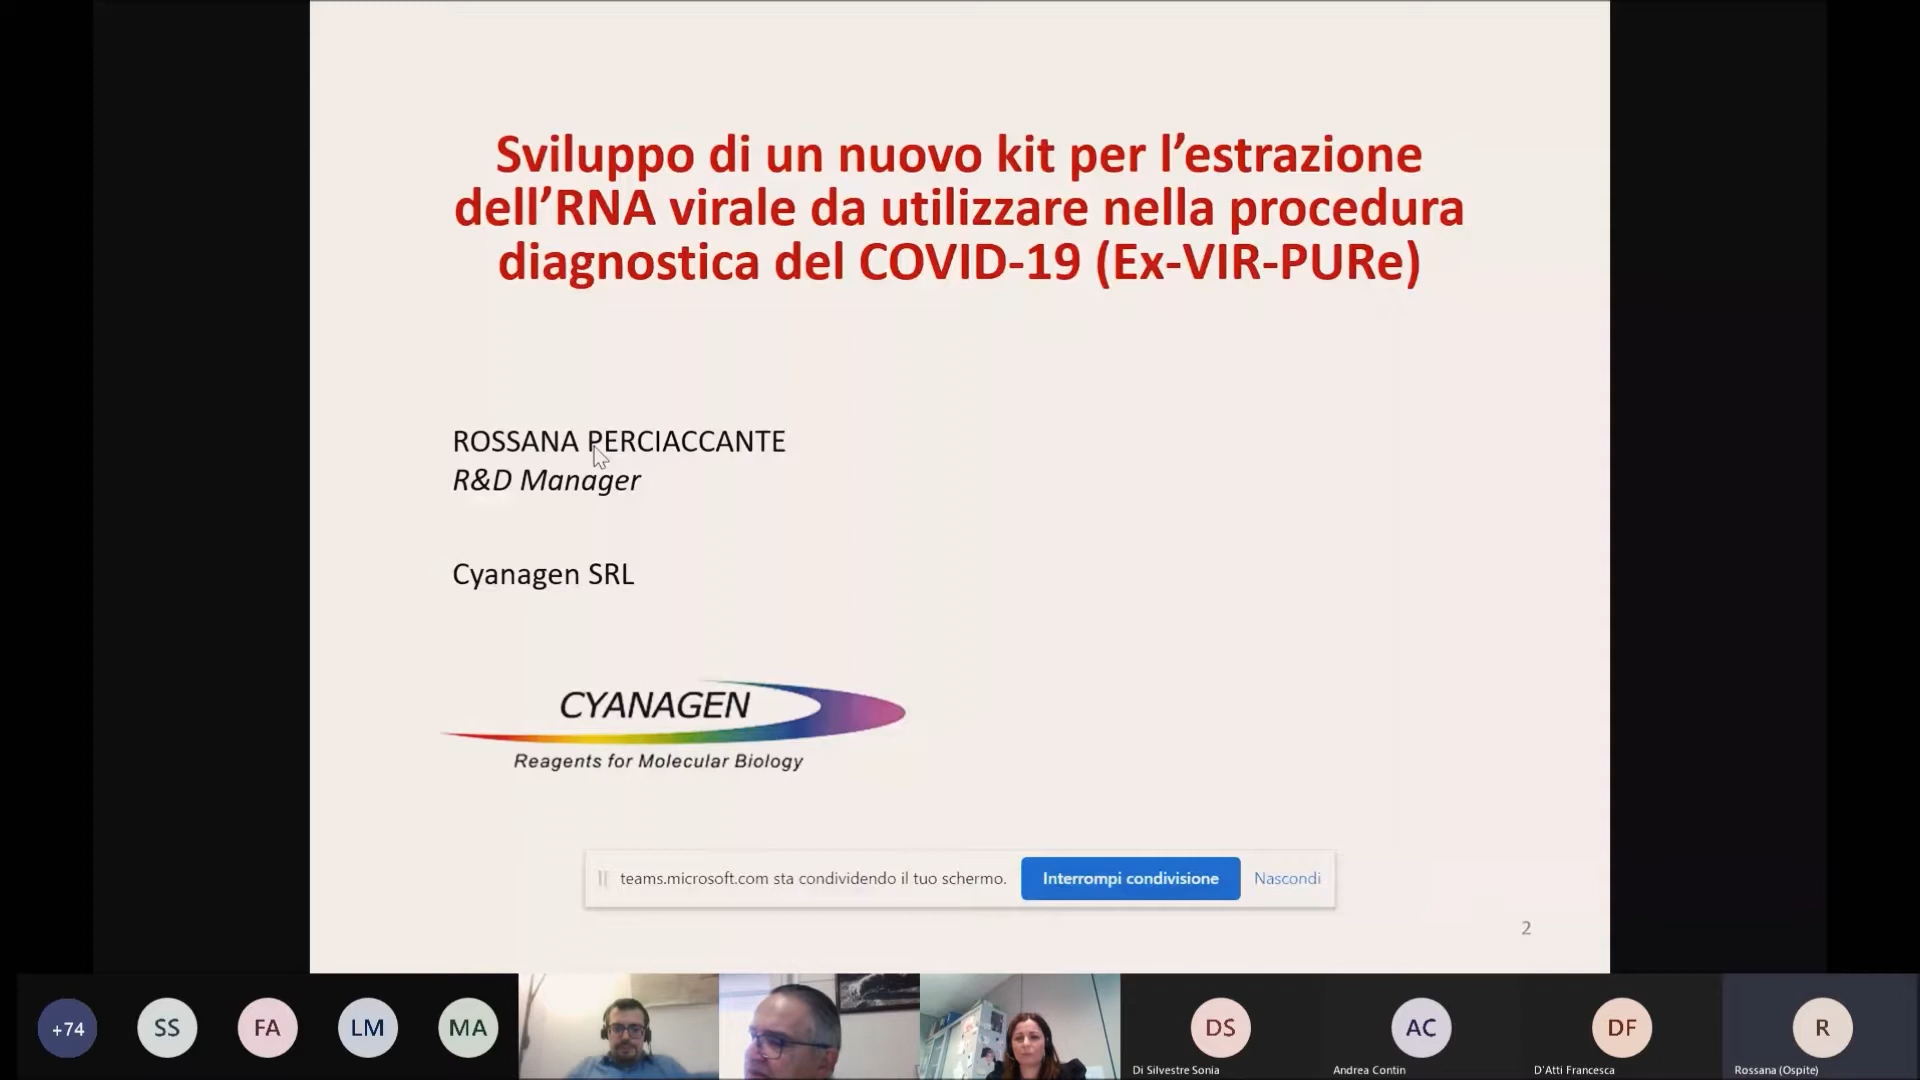 Sviluppo di un nuovo kit per l’estrazione
dell’RNA virale da utilizzare nella procedura
diagnostica del COVID-19 (Ex-VIR-PURe)
ROSSANA PERCIACCANTE
R&D Manager
Cyanagen SRL
CYANAGEN
Reagents for Molecular Biology
teams.microsoft.com sta condividendo il tuo schermo.
Interrompi condivisione
Nascondi
2
+74
SS
FA
LM
MA
DS
AC
DF
R
Di Silvestre Sonia
Andrea Contin
D'Atti Francesca
Rossana (Ospite)